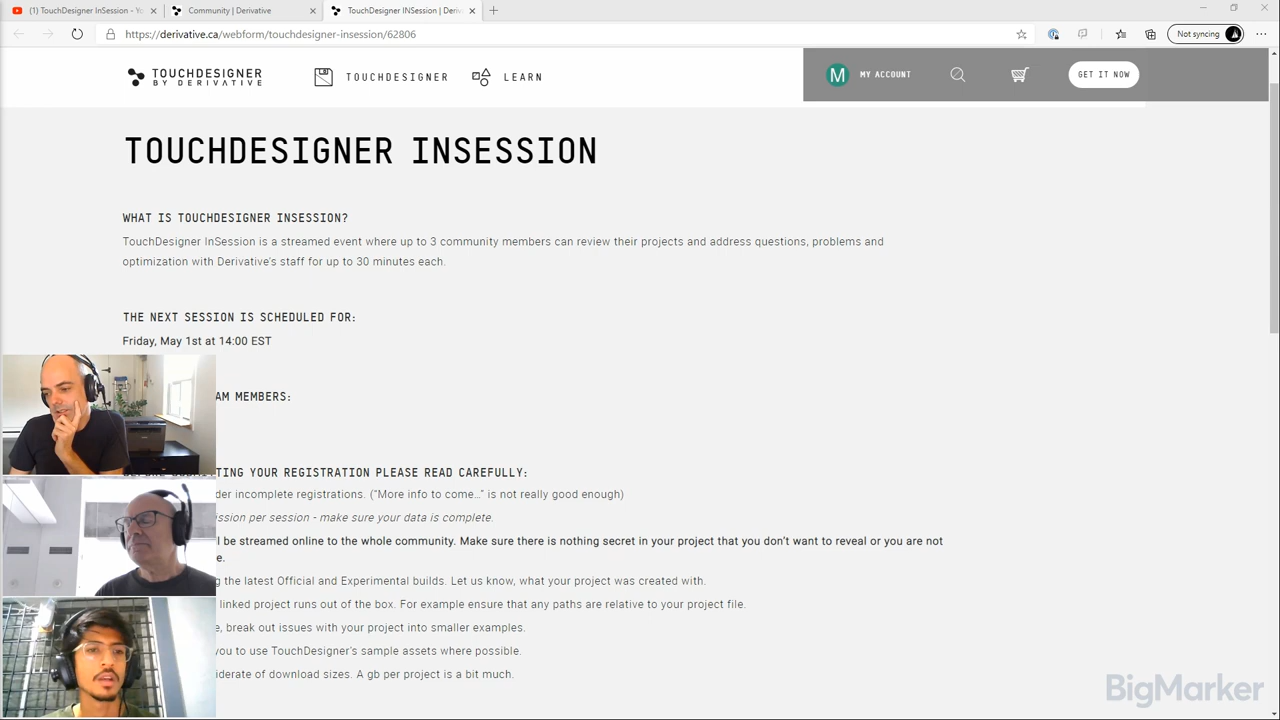 (1) TouchDesigner InSession - Yo
Community | Derivative
TouchDesigner INSession | Deriv
https://derivative.ca/webform/touchdesigner-insession/62806
Not syncing
TOUCHDESIGNER
BY DERIVATIVE
TOUCHDESIGNER
LEARN
M
MY ACCOUNT
GET IT NOW
TOUCHDESIGNER INSESSION
WHAT IS TOUCHDESIGNER INSESSION?
TouchDesigner InSession is a streamed event where up to 3 community members can review their projects and address questions, problems and
optimization with Derivative's staff for up to 30 minutes each.
THE NEXT SESSION IS SCHEDULED FOR:
Friday, May 1st at 14:00 EST
AM MEMBERS:
TING YOUR REGISTRATION PLEASE READ CAREFULLY:
der incomplete registrations. ("More info to come..." is not really good enough)
ission per session - make sure your data is complete.
l be streamed online to the whole community. Make sure there is nothing secret in your project that you don't want to reveal or you are not
e.
g the latest Official and Experimental builds. Let us know, what your project was created with.
linked project runs out of the box. For example ensure that any paths are relative to your project file.
e, break out issues with your project into smaller examples.
you to use TouchDesigner's sample assets where possible.
iderate of download sizes. A gb per project is a bit much.
BigMarker